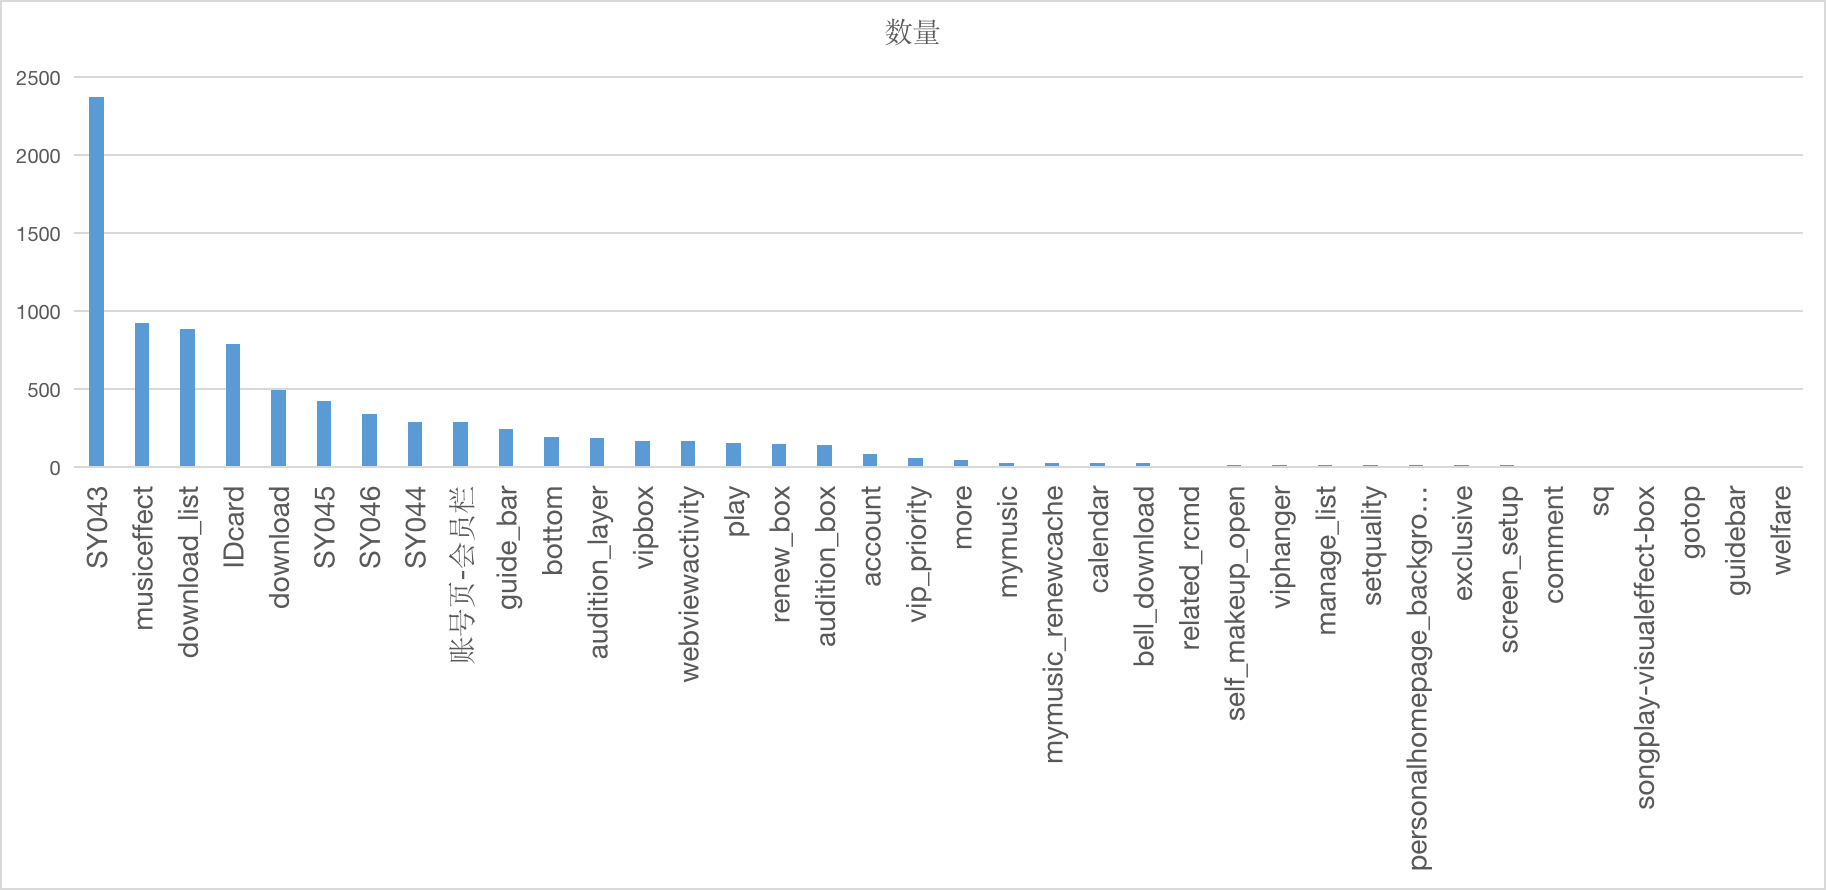 数量
2500
2000
1500
1000
500
0
SY043
musiceffect
download_list
IDcard
download
SY045
SY046
SY044
账号页-会员栏
guide_bar
bottom
audition_layer
vipbox
webviewactivity
play
renew_box
audition_box
account
vip_priority
more
mymusic
mymusic_renewcache
calendar
bell_download
related_rcmd
self_makeup_open
viphanger
manage_list
setquality
personalhomepage_backgro…
exclusive
screen_setup
comment
sq
songplay-visualeffect-box
gotop
guidebar
welfare